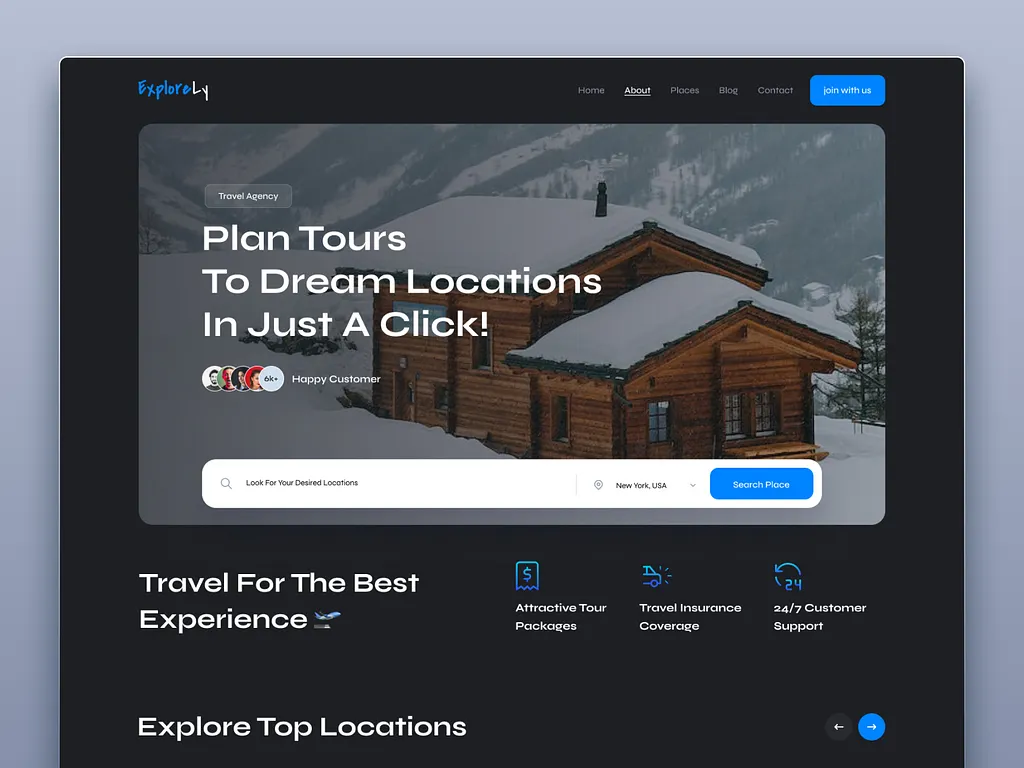 ExploreLy
Home About Places Blog Contact join with us
Travel Agency
Plan Tours
To Dream Locations
In Just A Click!
6k+ Happy Customer
Look For Your Desired Locations New York, USA Search Place
Travel For The Best
Experience
Attractive Tour
Packages
Travel Insurance
Coverage
24
24/7 Customer
Support
Explore Top Locations